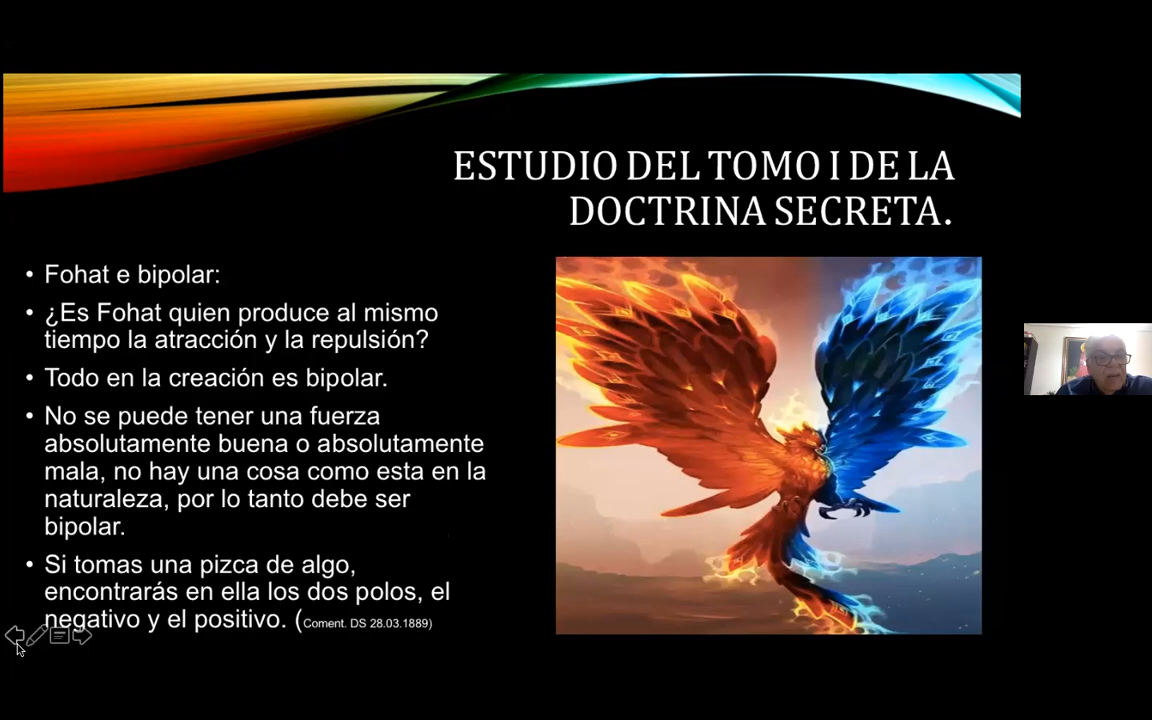 ESTUDIO DEL TOMO I DE LA
DOCTRINA SECRETA.
• Fohat e bipolar:
• ¿Es Fohat quien produce al mismo
tiempo la atracción y la repulsión?
• Todo en la creación es bipolar.
• No se puede tener una fuerza
absolutamente buena o absolutamente
mala, no hay una cosa como esta en la
naturaleza, por lo tanto debe ser
bipolar.
• Si tomas una pizca de algo,
encontrarás en ella los dos polos, el
negativo y el positivo. (Coment. DS 28.03.1889)